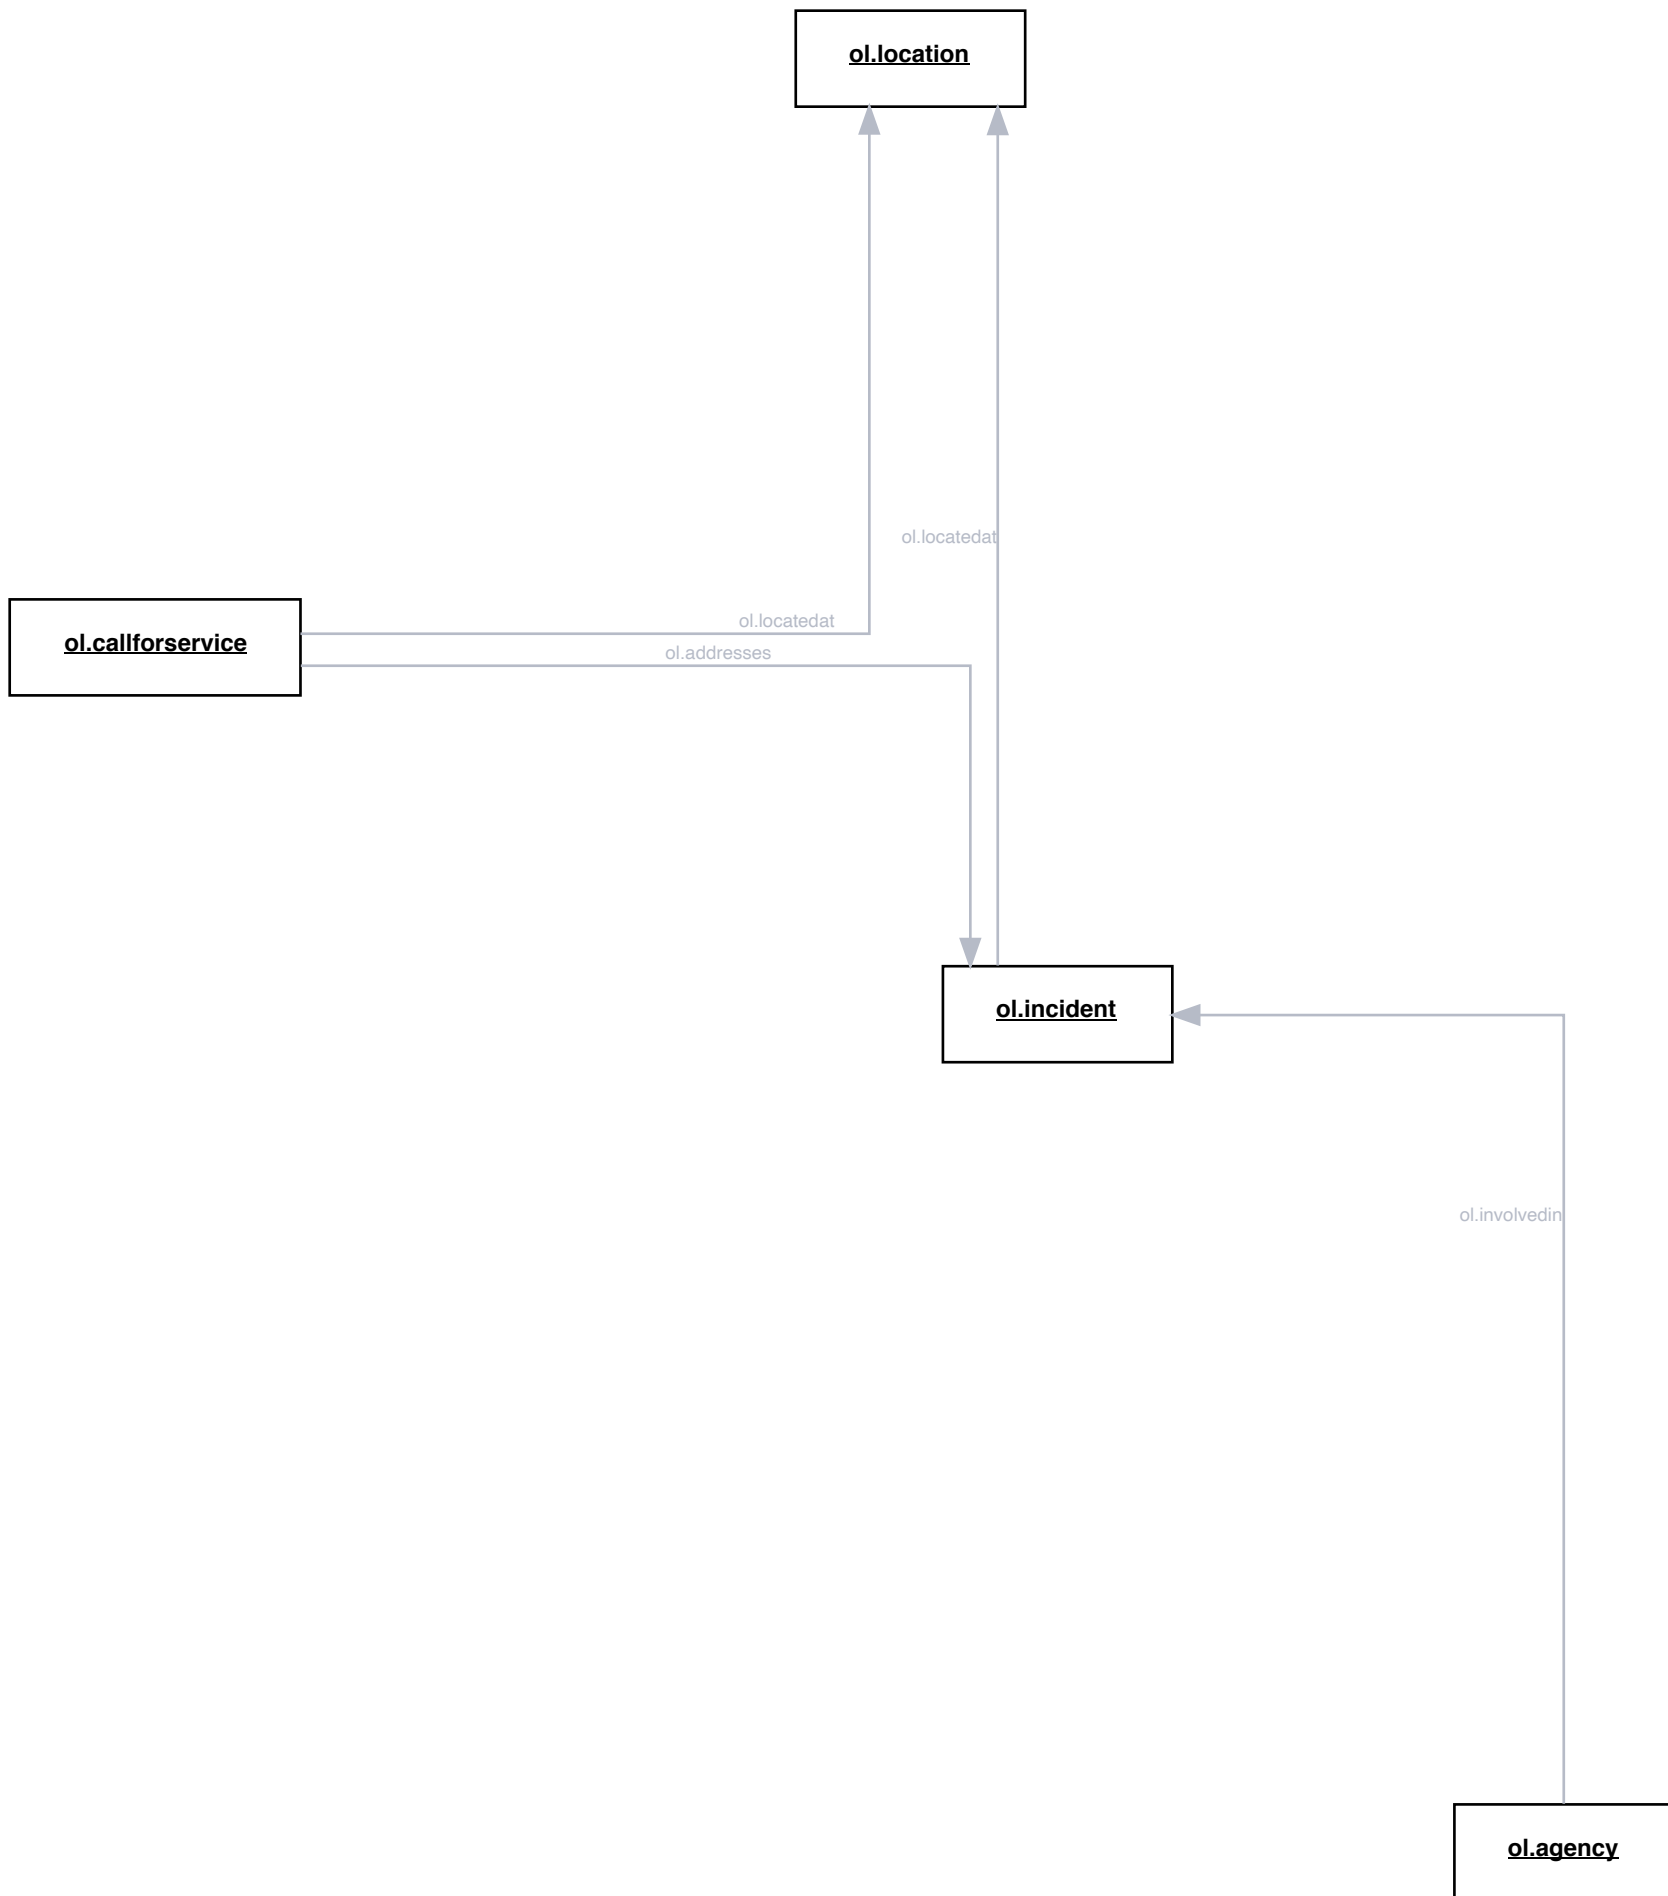 ol.location
ol.locatedat
ol.locatedat
ol.callforservice
ol.addresses
ol.incident
ol.involvedin
ol.agency